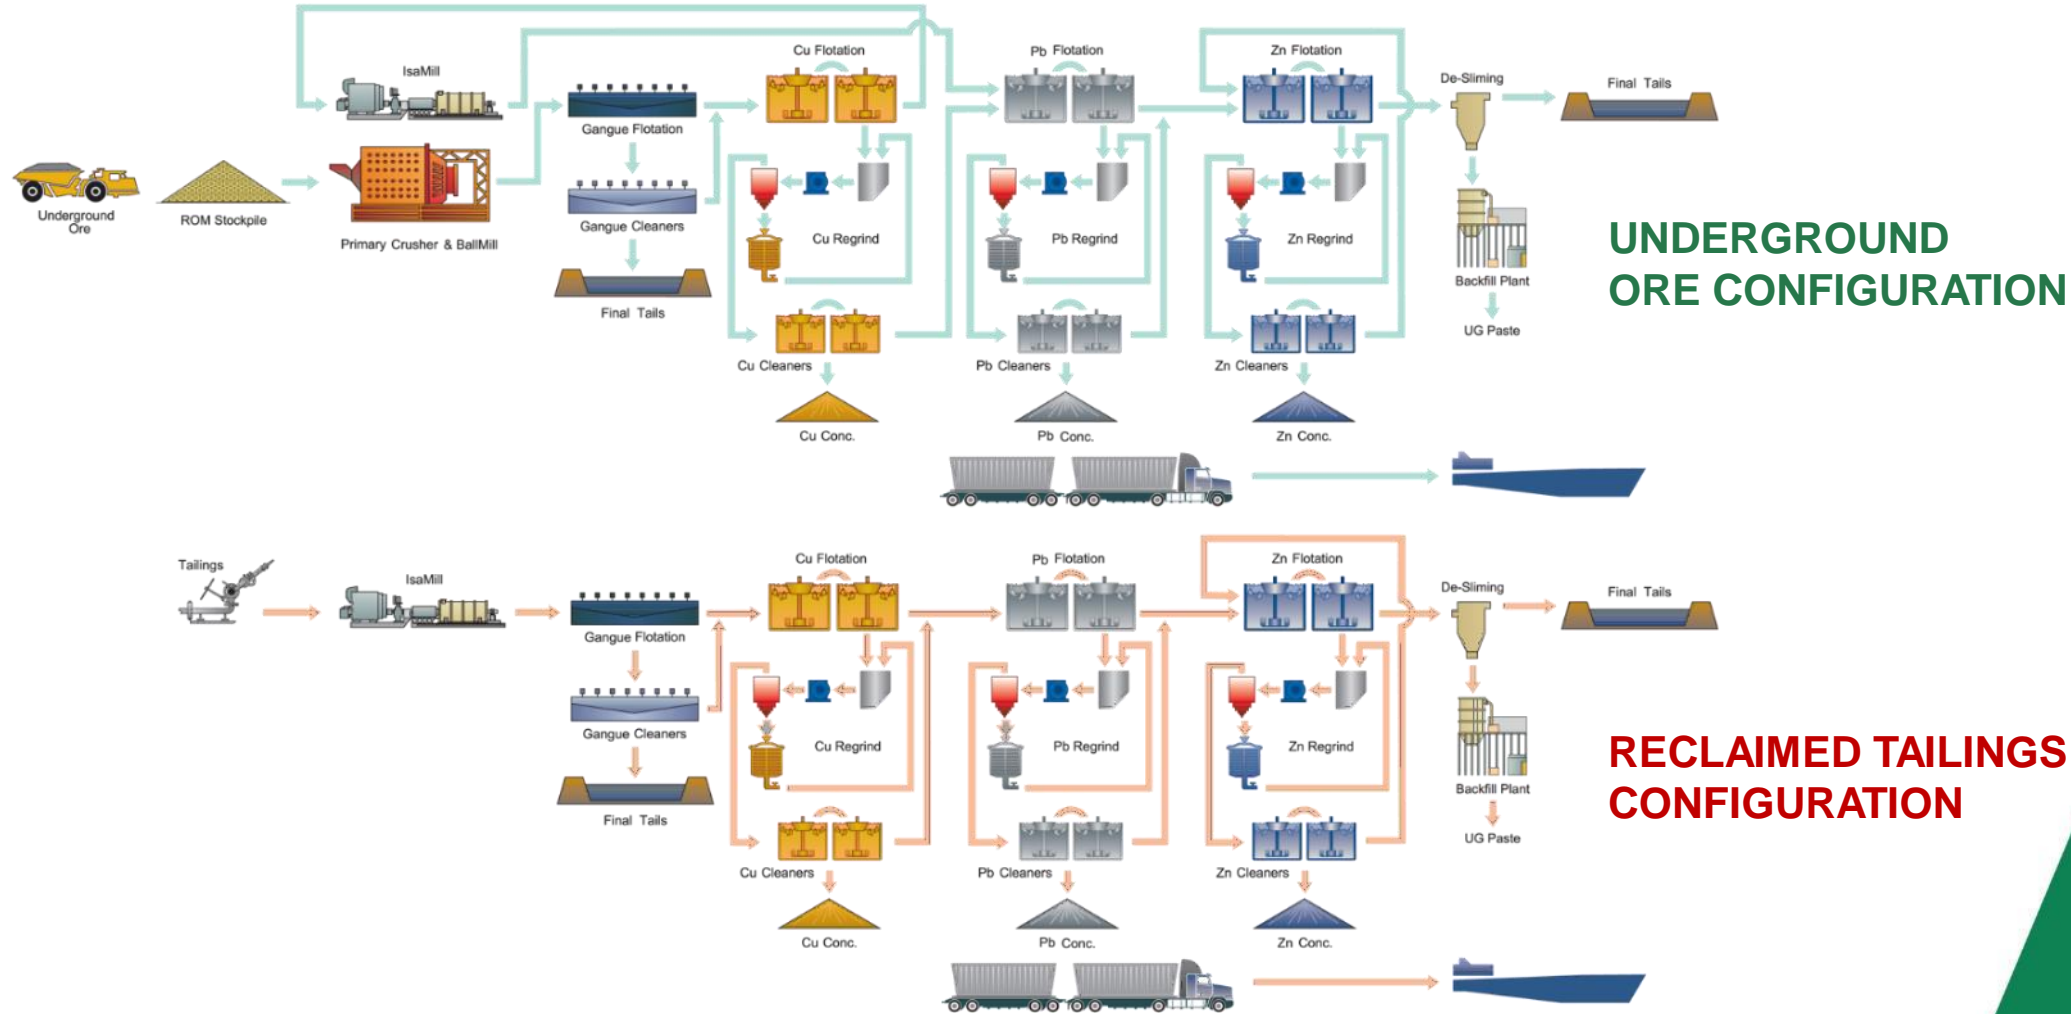 Cu Flotation
Pb Flotation
Zn Flotation
IsaMill
De-Sliming
Final Tails
Gangue Flotation
Underground
Ore
ROM Stockpile
Primary Crusher & BallMill
Gangue Cleaners
Cu Regrind
Pb Regrind
Zn Regrind
Backfill Plant
UNDERGROUND
ORE CONFIGURATION
Final Tails
UG Paste
Cu Cleaners
Pb Cleaners
Zn Cleaners
Cu Conc.
Pb Conc.
Zn Conc.
Tailings
IsaMill
Cu Flotation
Pb Flotation
Zn Flotation
De-Sliming
Final Tails
Gangue Flotation
Gangue Cleaners
Cu Regrind
Pb Regrind
Zn Regrind
Backfill Plant
RECLAIMED TAILINGS
CONFIGURATION
Final Tails
UG Paste
Cu Cleaners
Pb Cleaners
Zn Cleaners
Cu Conc.
Pb Conc.
Zn Conc.